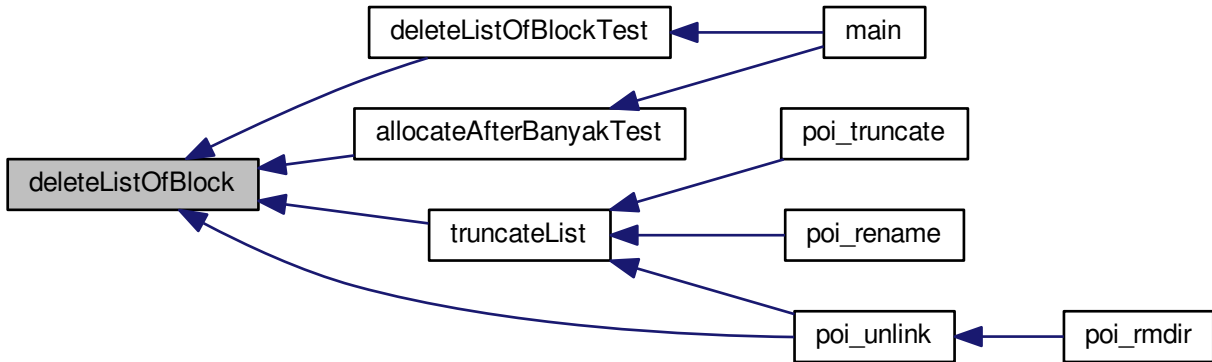 deleteListOfBlockTest
main
allocateAfterBanyakTest
poi_truncate
deleteListOfBlock
truncateList
poi_rename
poi_unlink
poi_rmdir